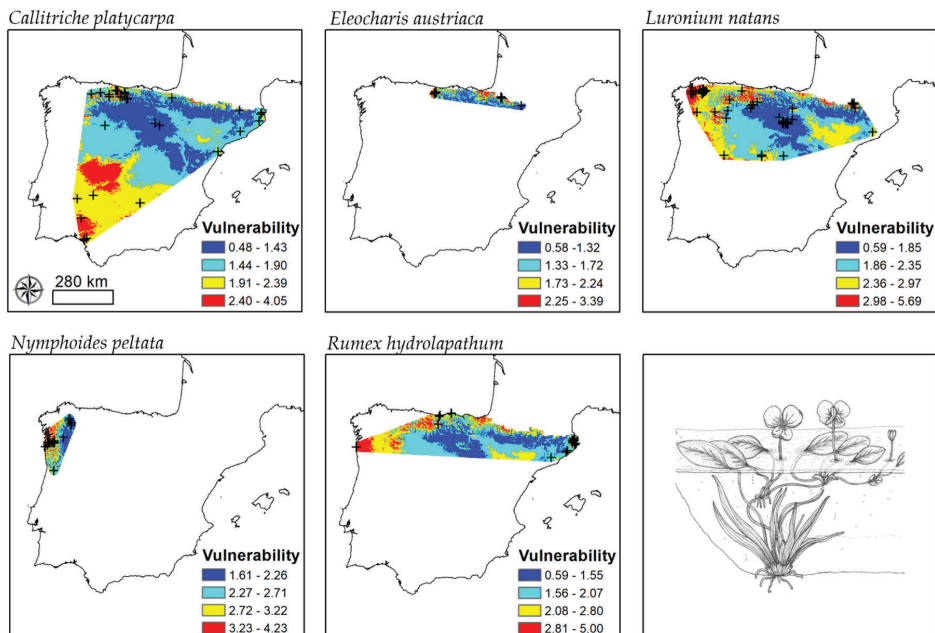 Callitriche platycarpa
Vulnerability
0.48 - 1.43
1.44 - 1.90
1.91 - 2.39
2.40 - 4.05
280 km
Eleocharis austriaca
Vulnerability
0.58 -1.32
1.33 - 1.72
1.73 - 2.24
2.25 - 3.39
Luronium natans
Vulnerability
0.59 - 1.85
1.86 - 2.35
2.36 - 2.97
2.98 - 5.69
Nymphoides peltata
Vulnerability
1.61 - 2.26
2.27 - 2.71
2.72 - 3.22
3.23 - 4.23
Rumex hydrolapathum
Vulnerability
0.59 - 1.55
1.56 - 2.07
2.08 - 2.80
2.81 - 5.00